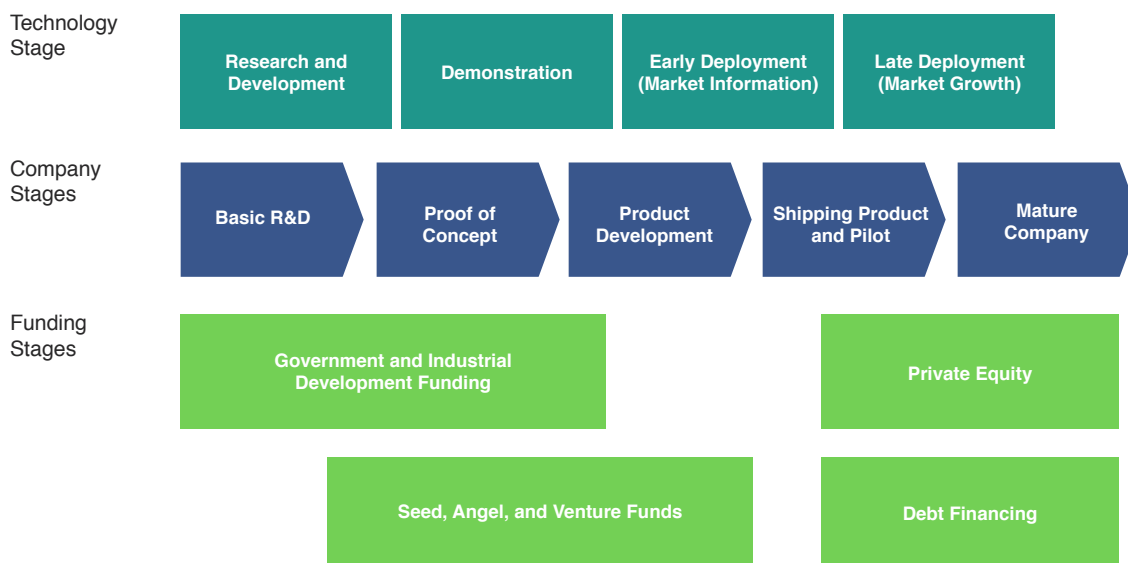 Technology
Stage
Research and
Development
Demonstration
Early Deployment
(Market Information)
Late Deployment
(Market Growth)
Company
Stages
Basic R&D
Proof of
Concept
Product
Development
Shipping Product
and Pilot
Mature
Company
Funding
Stages
Government and Industrial
Development Funding
Private Equity
Seed, Angel, and Venture Funds
Debt Financing